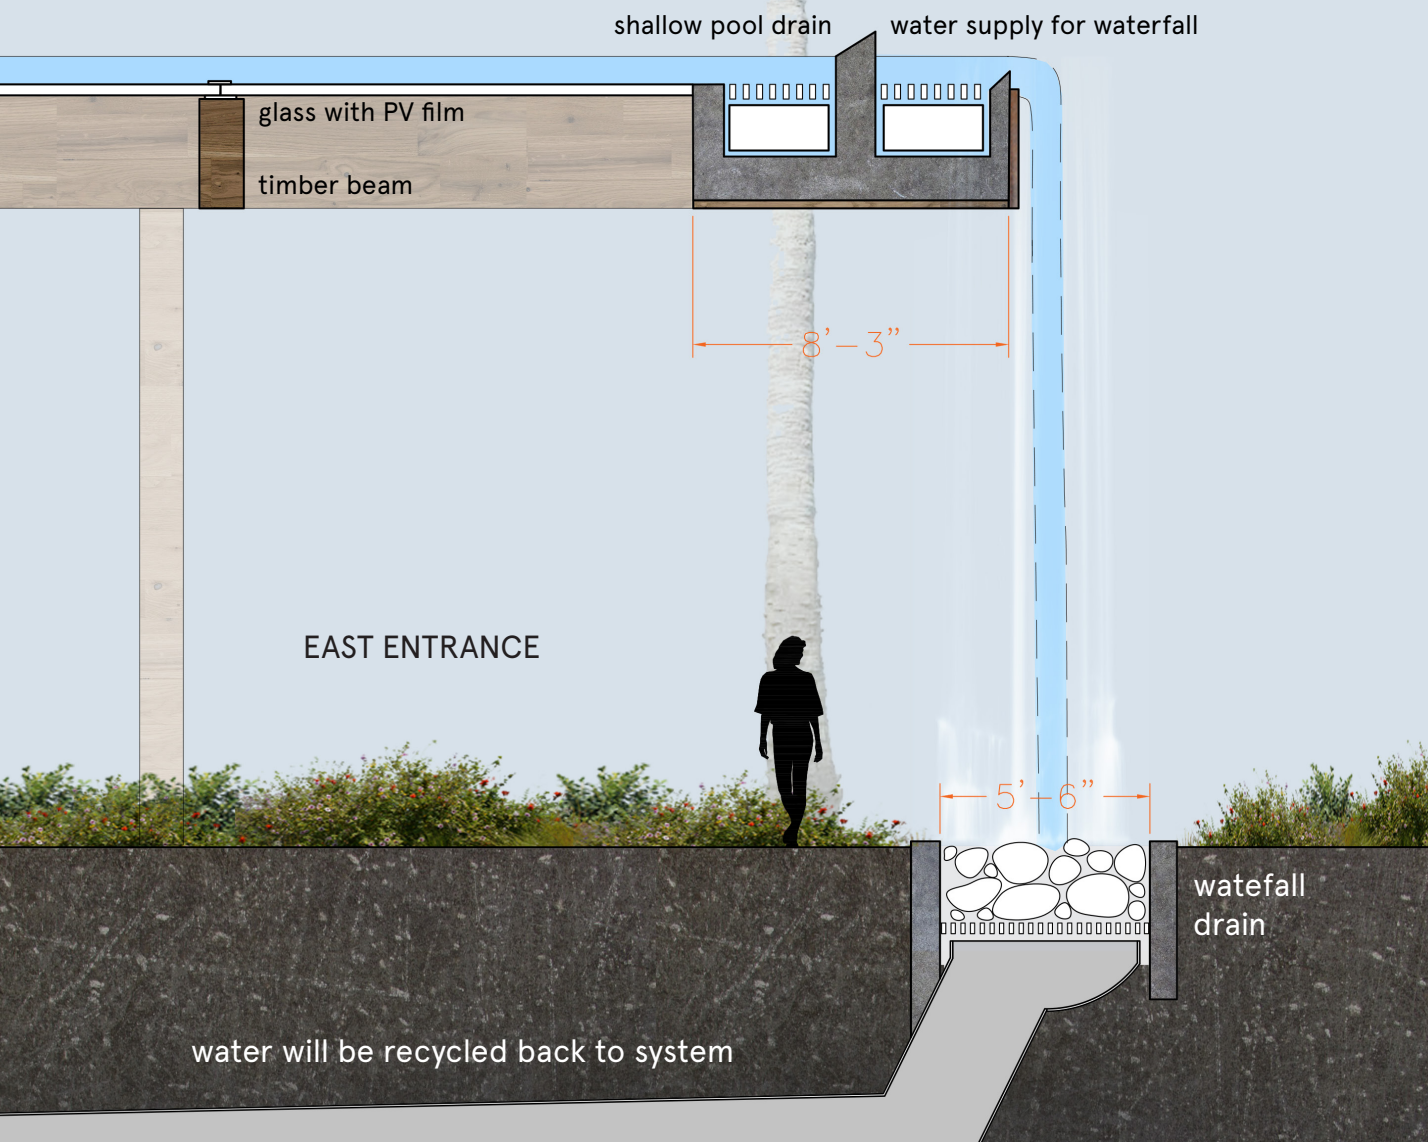 shallow pool drain
water supply for waterfall
glass with PV film
timber beam
8’–3”
EAST ENTRANCE
5’–6”
watefall
drain
water will be recycled back to system